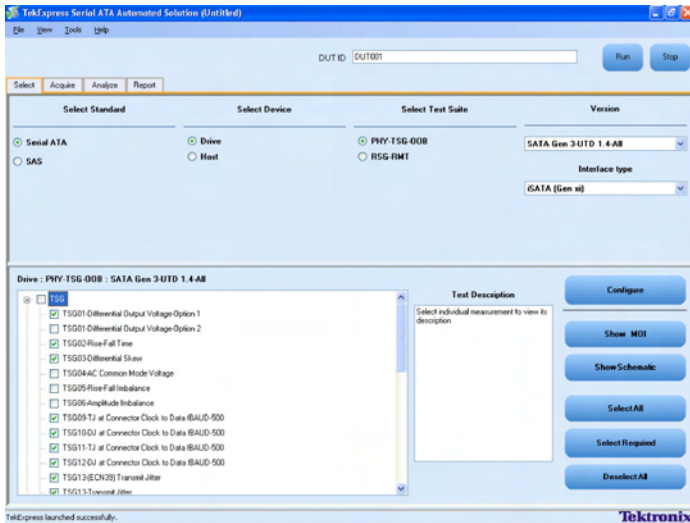 TekExpress Serial ATA Automated Solution (Untitled)
File View Tools Help
DUT ID DUT001
Run Stop
Select Acquire Analyze Report
Select Standard Select Device Select Test Suite Version
Serial ATA Drive PHY-TSG-OOB SATA Gen 3-UTD 1.4-All
SAS Host RSG-RMT
Interface type
iSATA (Gen xi)
Drive : PHY-TSG-OOB : SATA Gen 3-UTD 1.4-All
TSG
TSG01-Differential Output Voltage-Option 1
TSG01-Differential Output Voltage-Option 2
TSG02-Rise-Fall Time
TSG03-Differential Skew
TSG04-AC Common Mode Voltage
TSG05-Rise-Fall Imbalance
TSG06-Amplitude Imbalance
TSG09-TJ at Connector Clock to Data fBAUD-500
TSG10-DJ at Connector Clock to Data fBAUD-500
TSG11-TJ at Connector Clock to Data fBAUD-500
TSG12-DJ at Connector Clock to Data fBAUD-500
TSG13-(ECN39) Transmit Jitter
TSG13-Transmit Jitter
Test Description
Select individual measurement to view its
description
Configure
Show MOI
Show Schematic
Select All
Select Required
Deselect All
TekExpress launched successfully.
Tektronix